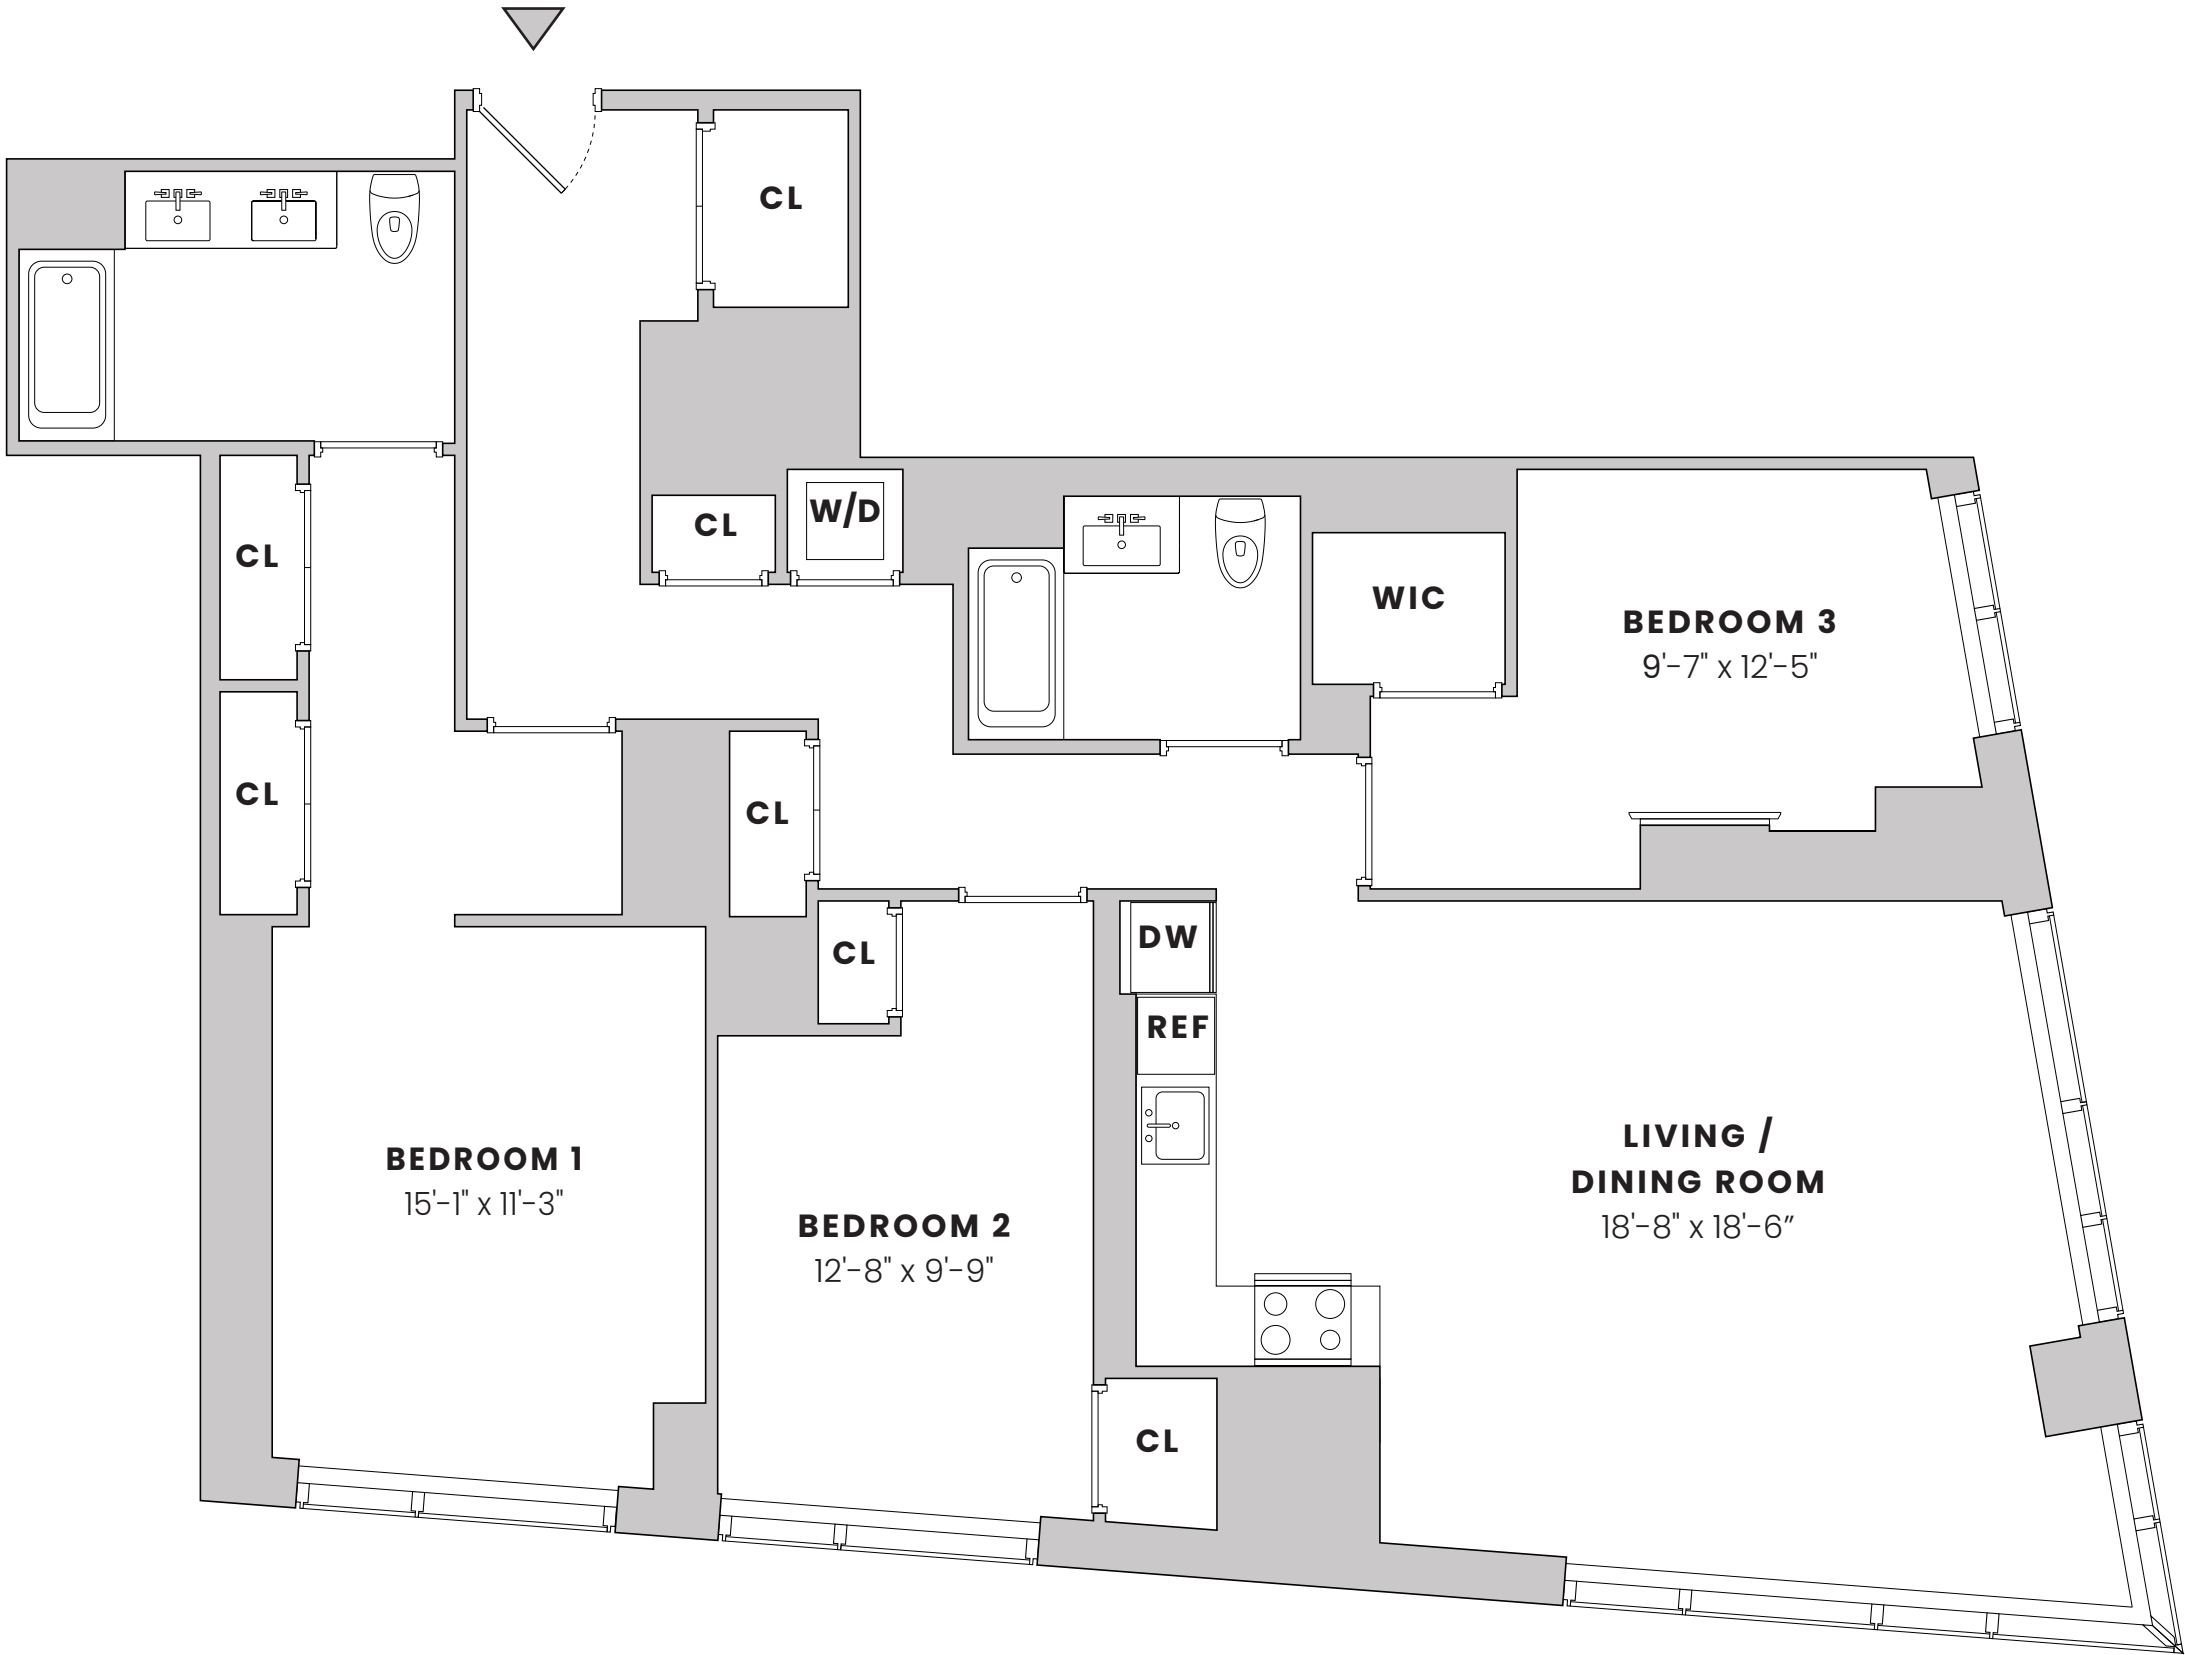 CL
CL
W/D
CL
WIC
BEDROOM 3
9'-7" x 12'-5"
CL
CL
CL
DW
REF
BEDROOM 1
15'-1" x 11'-3"
BEDROOM 2
12'-8" x 9'-9"
LIVING /
DINING ROOM
18'-8" x 18'-6”
CL